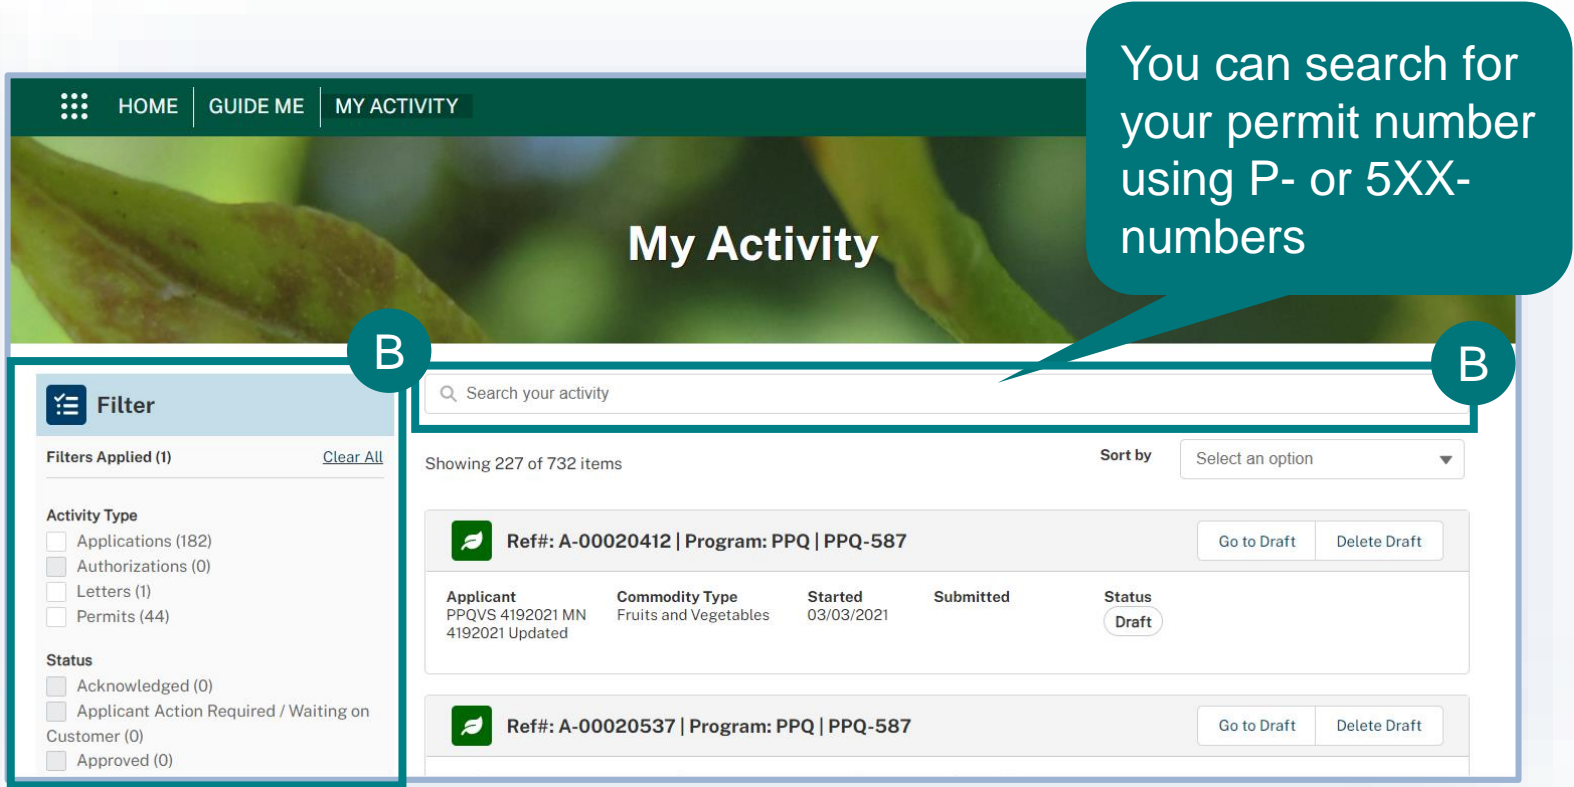 You can search for
your permit number
using P- or 5XX-
numbers
HOME GUIDE ME MY ACTIVITY
My Activity
B
B
Filter
Filters Applied (1) Clear All
Activity Type
Applications (182)
Authorizations (0)
Letters (1)
Permits (44)
Status
Acknowledged (0)
Applicant Action Required / Waiting on
Customer (0)
Approved (0)
Search your activity
Showing 227 of 732 items
Sort by Select an option
Ref#: A-00020412 | Program: PPQ | PPQ-587
Go to Draft Delete Draft
Applicant Commodity Type Started Submitted Status
PPQVS 4192021 MN Fruits and Vegetables 03/03/2021 Draft
4192021 Updated
Ref#: A-00020537 | Program: PPQ | PPQ-587
Go to Draft Delete Draft